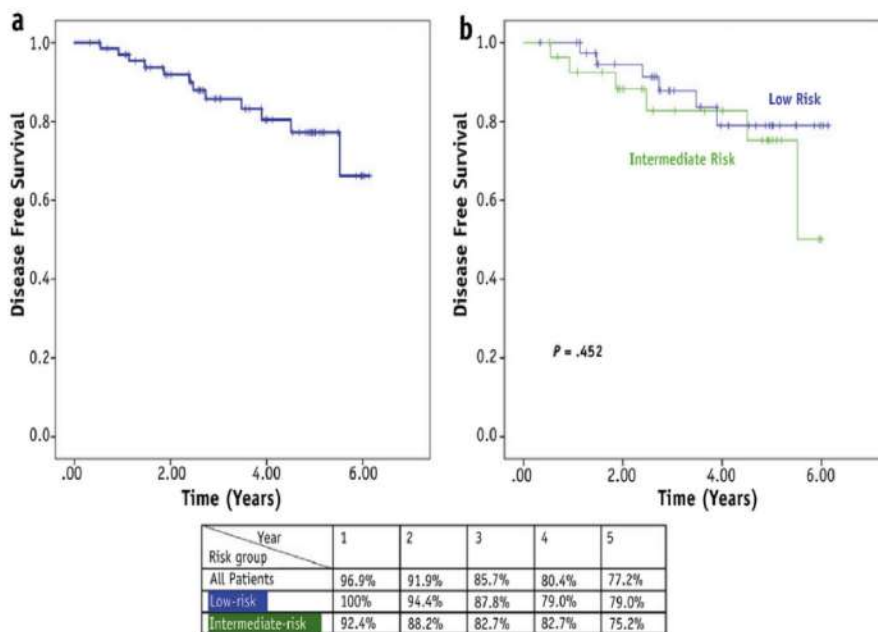 a
b
Disease Free Survival
1.0
0.8
0.6
0.4
0.2
0.0
.00
2.00
4.00
6.00
Time (Years)
Disease Free Survival
1.0
0.8
0.6
0.4
0.2
0.0
Low Risk
Intermediate Risk
P = .452
.00
2.00
4.00
6.00
Time (Years)
Year 1 2 3 4 5
Risk group
All Patients 96.9% 91.9% 85.7% 80.4% 77.2%
Low-risk 100% 94.4% 87.8% 79.0% 79.0%
Intermediate-risk 92.4% 88.2% 82.7% 82.7% 75.2%